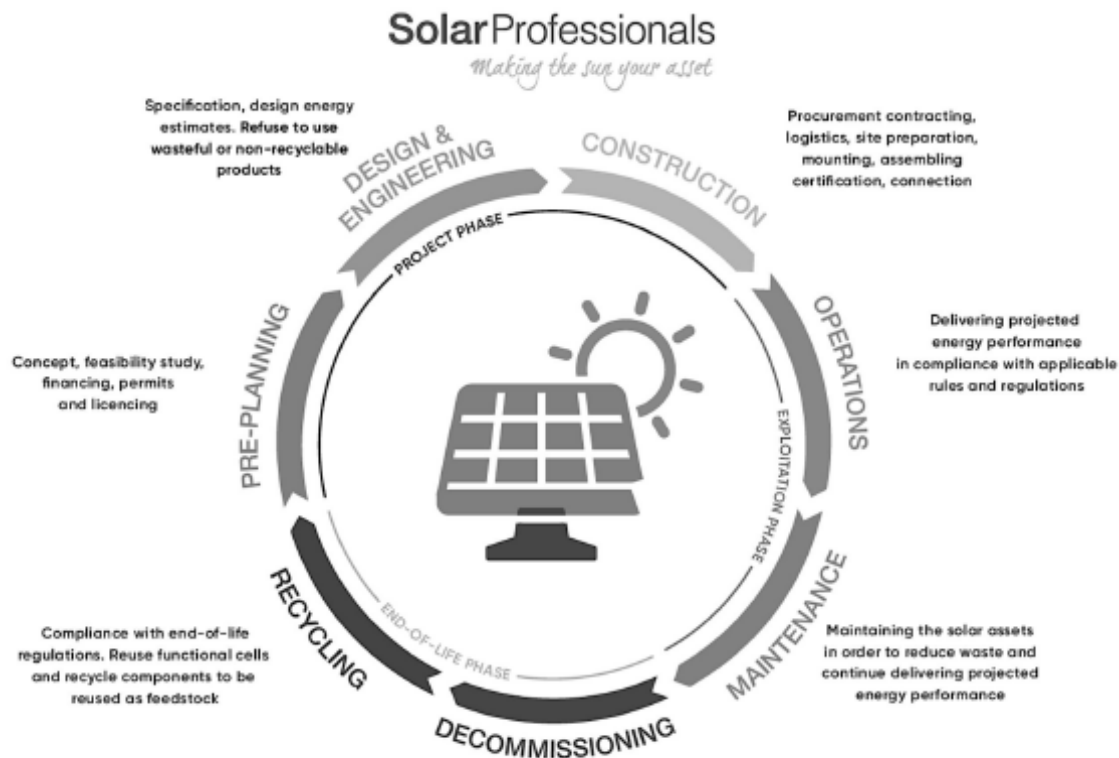 SolarProfessionals
Making the sun your asset
Specification, design energy
estimates. Refuse to use
wasteful or non-recyclable
products
DESIGN &
ENGINEERING
CONSTRUCTION
Procurement contracting,
logistics, site preparation,
mounting, assembling
certification, connection
PROJECT PHASE
PRE-PLANNING
Concept, feasibility study,
financing, permits
and licencing
OPERATIONS
Delivering projected
energy performance
in compliance with applicable
rules and regulations
EXPLOITATION PHASE
MAINTENANCE
Maintaining the solar assets
in order to reduce waste and
continue delivering projected
energy performance
END-OF-LIFE PHASE
DECOMMISSIONING
RECYCLING
Compliance with end-of-life
regulations. Reuse functional cells
and recycle components to be
reused as feedstock